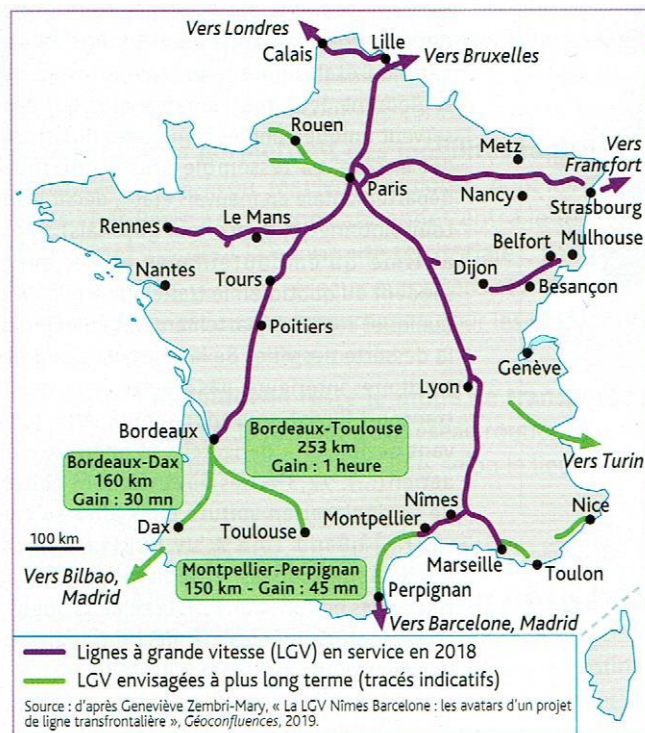 Vers Londres
Calais
Lille
Vers Bruxelles
Rouen
Metz
Vers
Francfort
Paris
Nancy
Strasbourg
Rennes
Le Mans
Belfort
Mulhouse
Nantes
Tours
Dijon
Besançon
Poitiers
Genève
Lyon
Bordeaux
Bordeaux-Toulouse
253 km
Gain : 1 heure
Vers Turin
Bordeaux-Dax
160 km
Gain : 30 mn
Nîmes
Nice
Dax
Toulouse
Montpellier
100 km
Marseille
Toulon
Vers Bilbao,
Madrid
Montpellier-Perpignan
150 km - Gain : 45 mn
Perpignan
Vers Barcelone, Madrid
Lignes à grande vitesse (LGV) en service en 2018
LGV envisagées à plus long terme (tracés indicatifs)
Source : d'après Geneviève Zembri-Mary, « La LGV Nîmes Barcelone : les avatars d'un projet
de ligne transfrontalière », Géoconfluences, 2019.